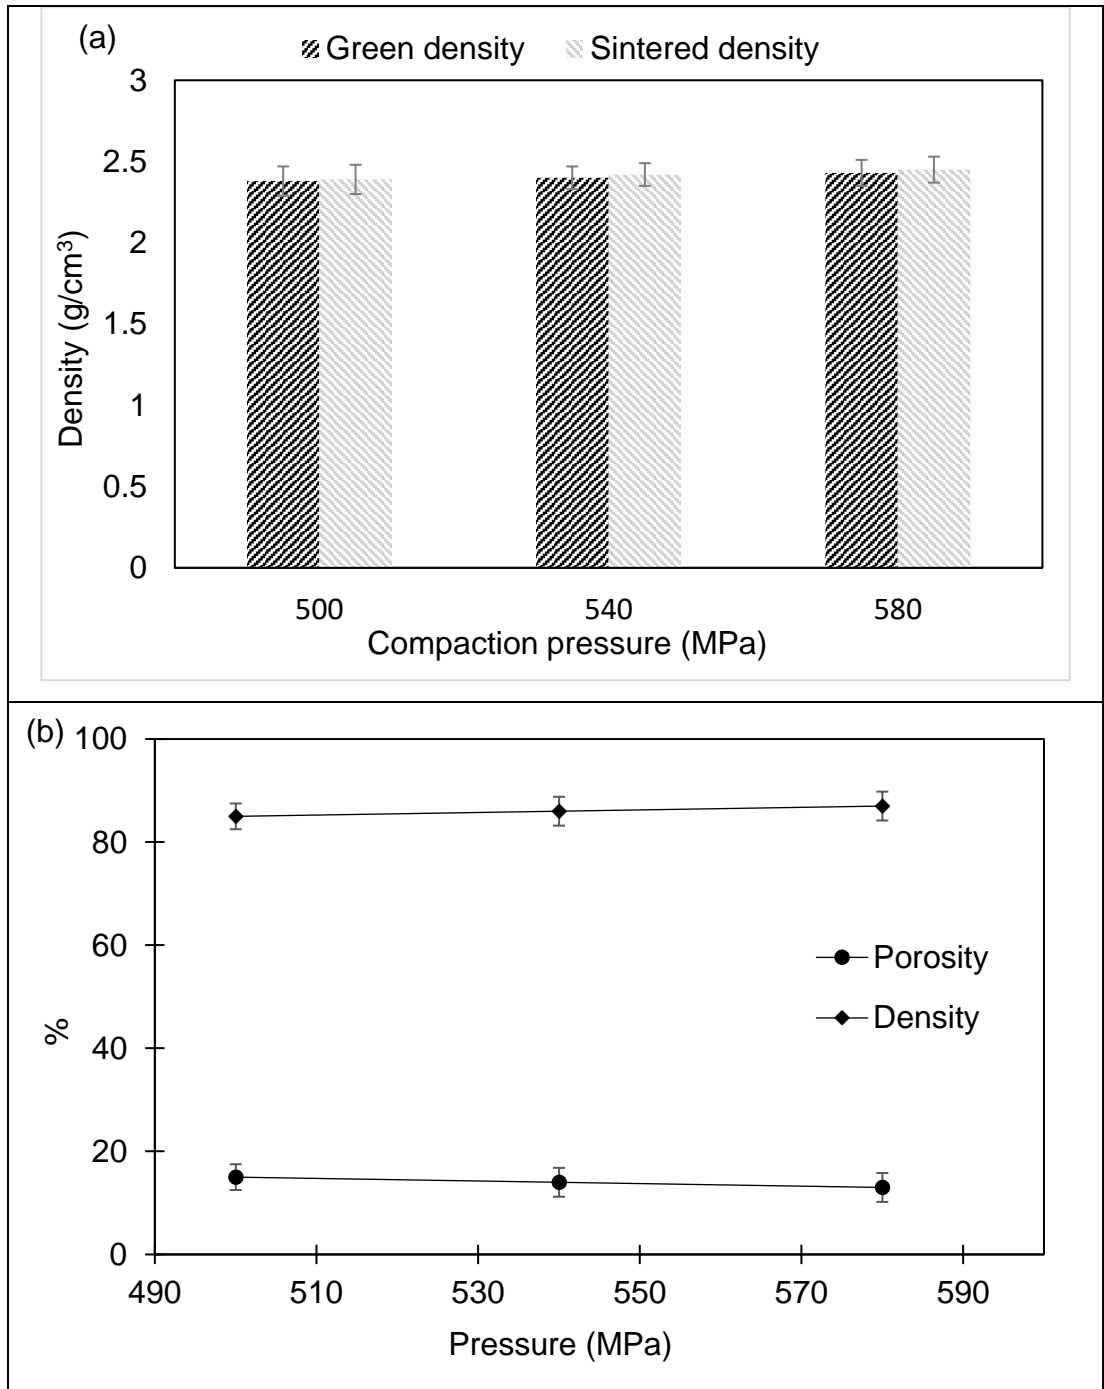 (a)
Green density Sintered density
3
2.5
2
1.5
1
0.5
0
Density (g/cm³)
500 540 580
Compaction pressure (MPa)
(b)
100
80
60
40
20
0
%
Porosity
Density
490 510 530 550 570 590
Pressure (MPa)